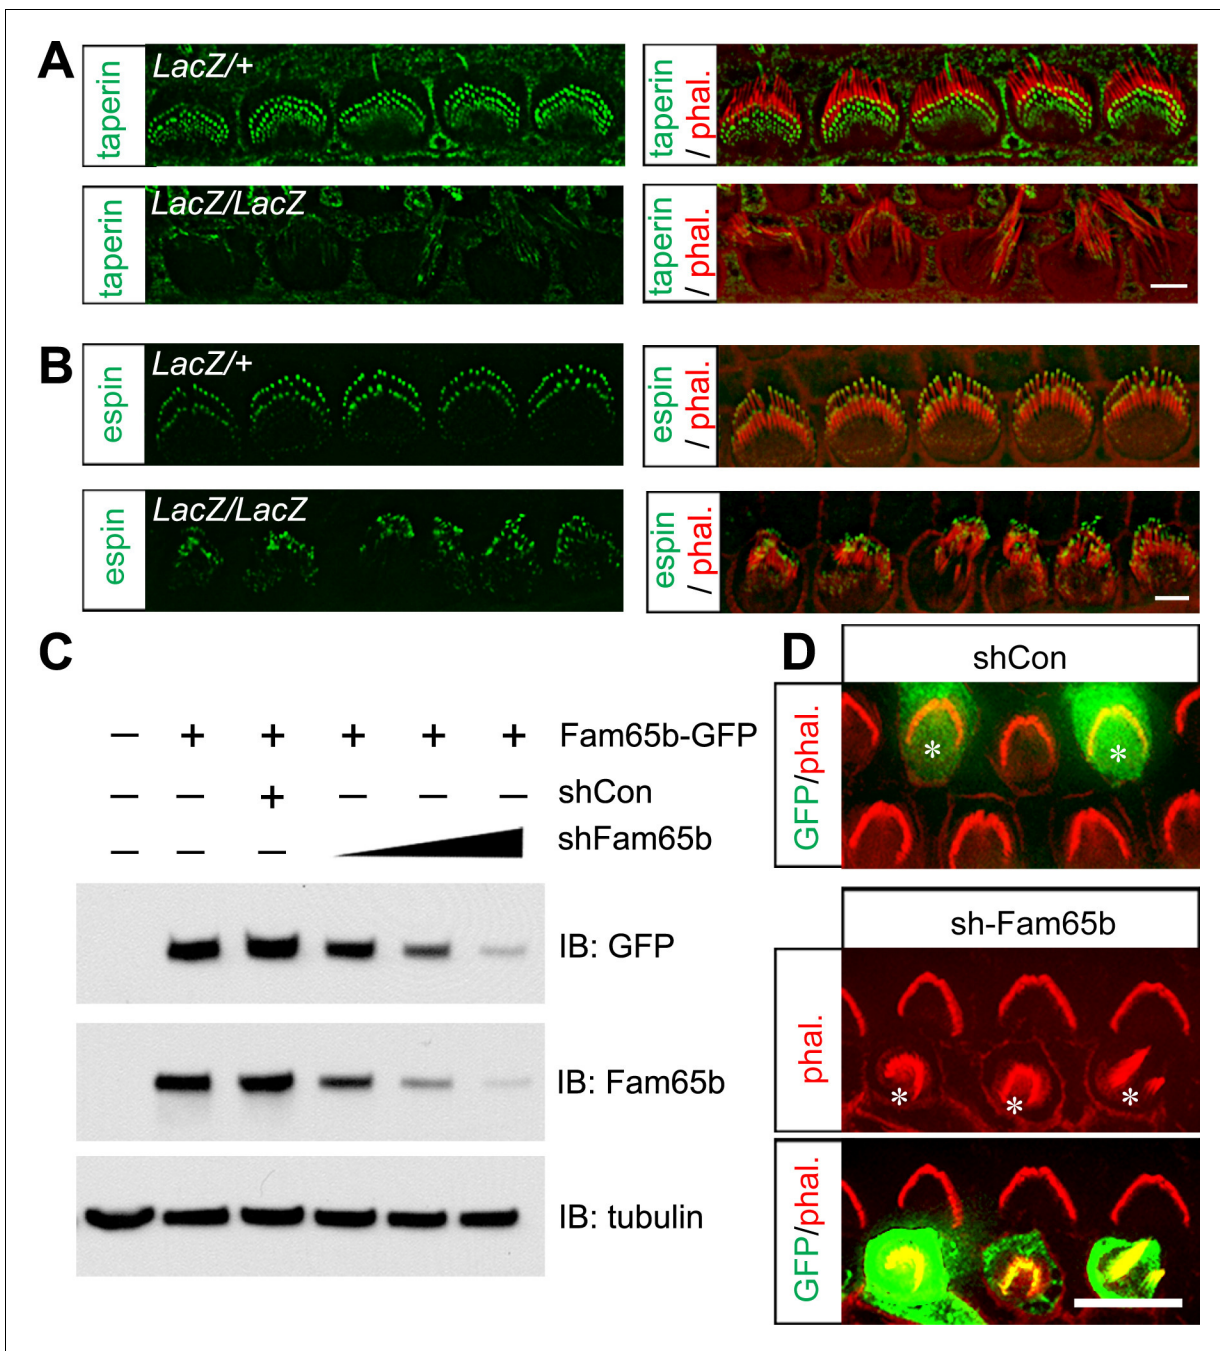 A
taperin
LacZ/+
taperin
/ phal.
taperin
LacZ/LacZ
taperin
/ phal.
B
espin
LacZ/+
espin
/ phal.
espin
LacZ/LacZ
espin
/ phal.
C
— + + + + + Fam65b-GFP
— — + — — — shCon
— — — shFam65b
IB: GFP
IB: Fam65b
IB: tubulin
D
shCon
GFP/phal.
* *
sh-Fam65b
phal.
* * *
GFP/phal.